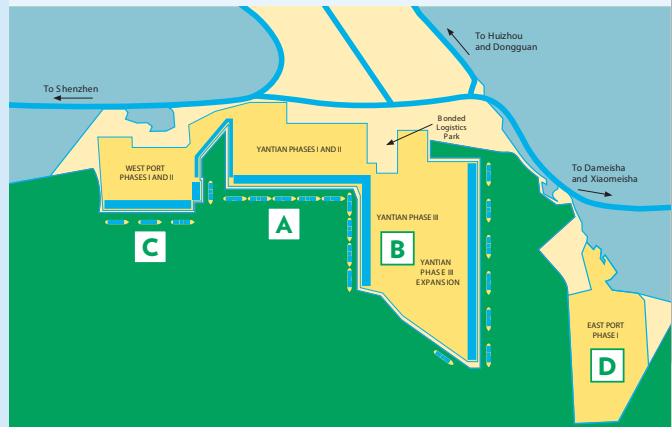 To Huizhou
and Dongguan
To Shenzhen
Bonded
Logistics
Park
YANTIAN PHASES I AND II
WEST PORT
PHASES I AND II
To Dameisha
and Xiaomeisha
A
YANTIAN PHASE III
C
B
YANTIAN
PHASE III
EXPANSION
EAST PORT
PHASE I
D